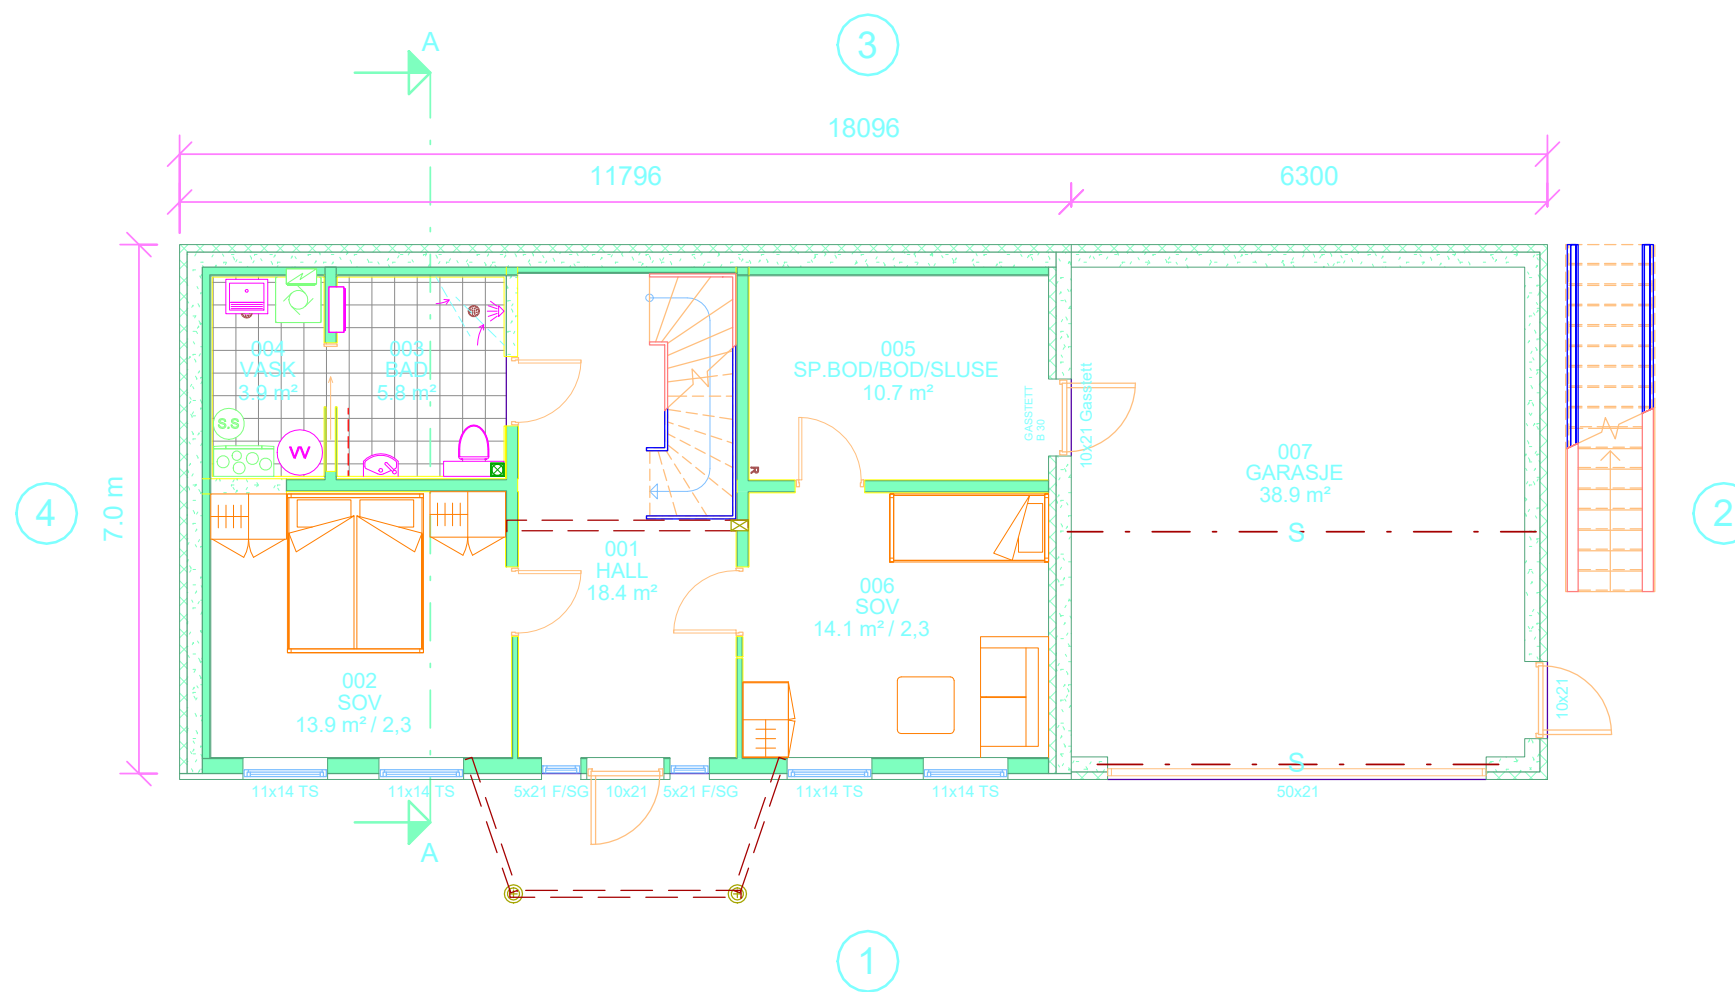 3
A
18096
11796
6300
004
VASK
3.9 m²
003
BAD
5.8 m²
005
SP.BOD/BOD/SLUSE
10.7 m²
GASSTETT
B 30
10x21 Gasstett
S.S
VV
R
007
GARASJE
38.9 m²
4
7.0 m
2
S
001
HALL
18.4 m²
006
SOV
14.1 m² / 2,3
002
SOV
13.9 m² / 2,3
10x21
S
11x14 TS
11x14 TS
5x21 F/SG
10x21
5x21 F/SG
11x14 TS
11x14 TS
50x21
A
1